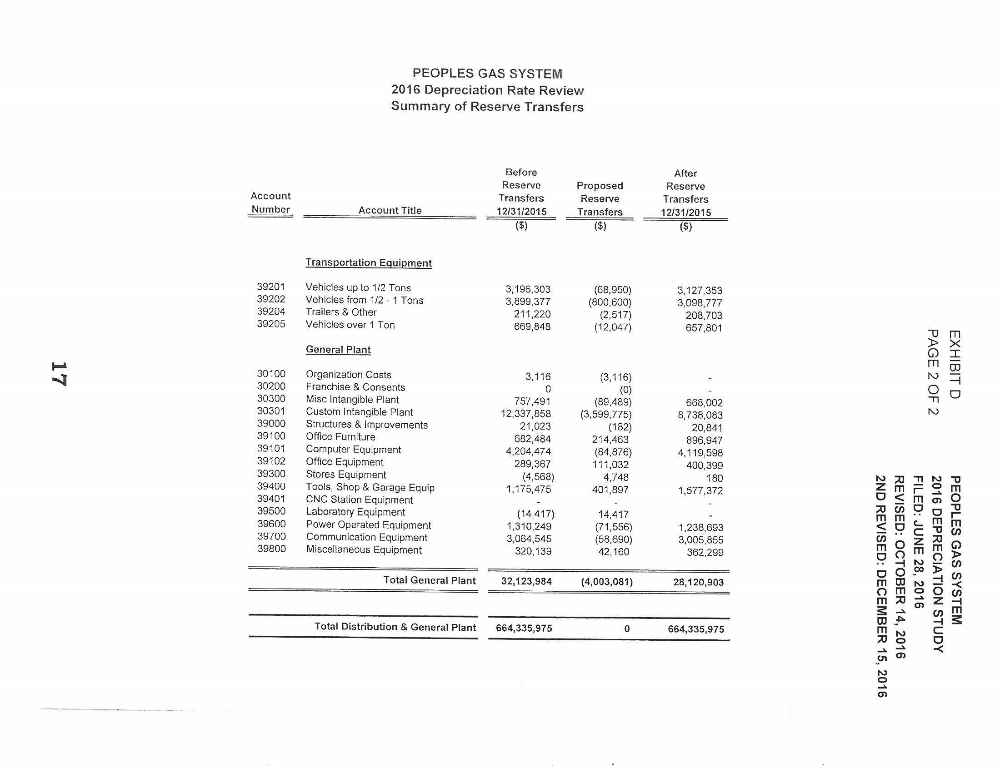 PEOPLES GAS SYSTEM
2016 Depreciation Rate Review
Summary of Reserve Transfers
Before After
Reserve Proposed Reserve
Account Transfers Reserve Transfers
Number Account Title 12/31/2015 Transfers 12/31/2015
($) ($) ($)
Transportation Equipment
39201 Vehicles up to 1/2 Tons 3,196,303 (68,950) 3,127,353
39202 Vehicles from 1/2 - 1 Tons 3,899,377 (800,600) 3,098,777
39204 Trailers & Other 211,220 (2,517) 208,703
39205 Vehicles over 1 Ton 669,848 (12,047) 657,801
General Plant
30100 Organization Costs 3,116 (3,116) -
30200 Franchise & Consents 0 (0) -
30300 Misc Intangible Plant 757,491 (89,489) 668,002
30301 Custom Intangible Plant 12,337,858 (3,599,775) 8,738,083
39000 Structures & Improvements 21,023 (182) 20,841
39100 Office Furniture 682,484 214,463 896,947
39101 Computer Equipment 4,204,474 (84,876) 4,119,598
39102 Office Equipment 289,367 111,032 400,399
39300 Stores Equipment (4,568) 4,748 180
39400 Tools, Shop & Garage Equip 1,175,475 401,897 1,577,372
39401 CNC Station Equipment - - -
39500 Laboratory Equipment (14,417) 14,417 -
39600 Power Operated Equipment 1,310,249 (71,556) 1,238,693
39700 Communication Equipment 3,064,545 (58,690) 3,005,855
39800 Miscellaneous Equipment 320,139 42,160 362,299
Total General Plant 32,123,984 (4,003,081) 28,120,903
Total Distribution & General Plant 664,335,975 0 664,335,975
EXHIBIT D
PAGE 2 OF 2
PEOPLES GAS SYSTEM
2016 DEPRECIATION STUDY
FILED: JUNE 28, 2016
REVISED: OCTOBER 14, 2016
2ND REVISED: DECEMBER 15, 2016
17